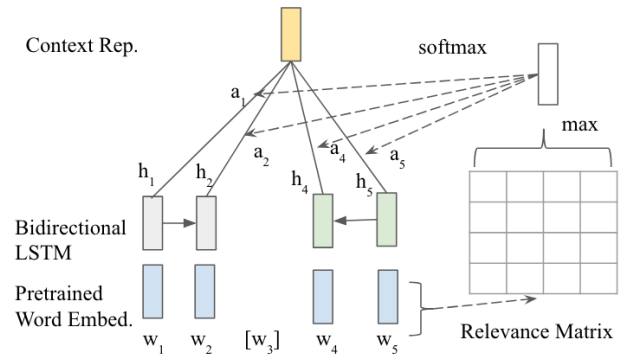 Context Rep.
softmax
a1
max
a2
a4
a5
h1
h2
h4
h5
Bidirectional
LSTM
Pretrained
Word Embed.
w1
w2
[w3]
w4
w5
Relevance Matrix